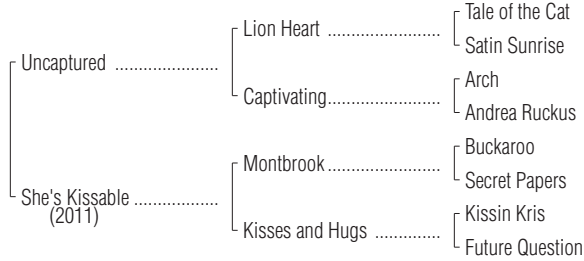 Tale of the Cat
Lion Heart ........................
Satin Sunrise
Uncaptured ......................
Arch
Captivating........................
Andrea Ruckus
Buckaroo
Montbrook........................
Secret Papers
She's Kissable ..................
(2011)
Kissin Kris
Kisses and Hugs ..............
Future Question